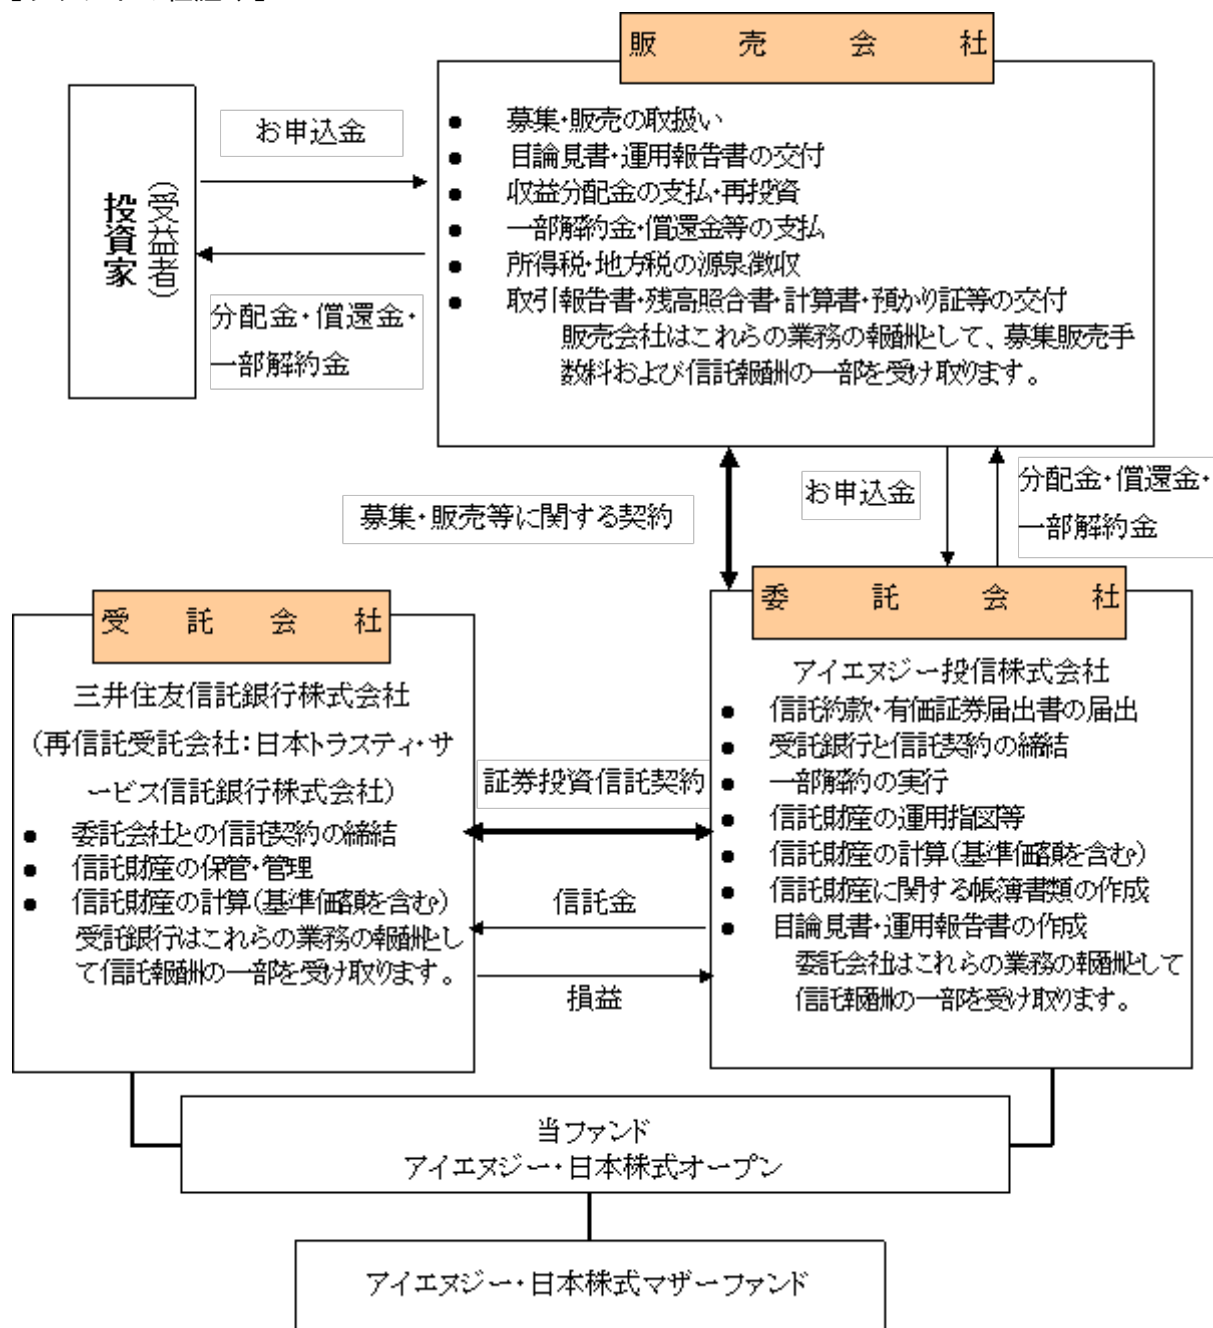 販売会社
お申込金
投資家
(受益者)
分配金・償還金・
一部解約金
● 募集・販売の取扱い
● 目論見書・運用報告書の交付
● 収益分配金の支払・再投資
● 一部解約金・償還金等の支払
● 所得税・地方税の源泉徴収
● 取引報告書・残高照合書・計算書・預かり証等の交付
販売会社はこれらの業務の報酬として、募集販売手
数料および信託報酬の一部を受け取ります。
募集・販売等に関する契約
お申込金
分配金・償還金・
一部解約金
受託会社
三井住友信託銀行株式会社
(再信託受託会社:日本トラスティ・サ
ービス信託銀行株式会社)
● 委託会社との信託契約の締結
● 信託財産の保管・管理
● 信託財産の計算(基準価額を含む)
受託銀行はこれらの業務の報酬とし
て信託報酬の一部を受け取ります。
証券投資信託契約
信託金
損益
委託会社
アイエヌジー投信株式会社
● 信託約款・有価証券届出書の届出
● 受託銀行と信託契約の締結
● 一部解約の実行
● 信託財産の運用指図等
● 信託財産の計算(基準価額を含む)
● 信託財産に関する帳簿書類の作成
● 目論見書・運用報告書の作成
委託会社はこれらの業務の報酬として
信託報酬の一部を受け取ります。
当ファンド
アイエヌジー・日本株式オープン
アイエヌジー・日本株式マザーファンド